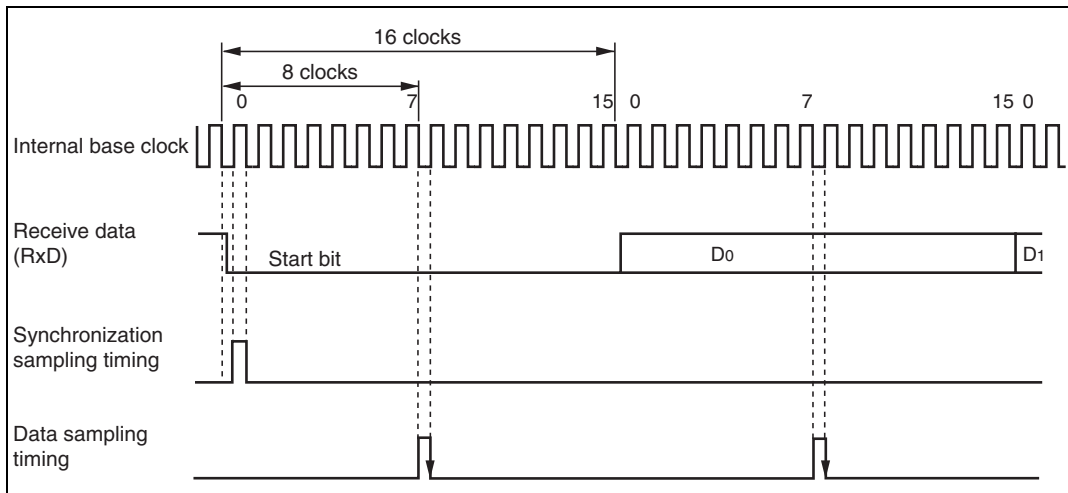 16 clocks
8 clocks
0 7 15 0 7 15 0
Internal base clock
Receive data
(RxD)
Start bit D0 D1
Synchronization
sampling timing
Data sampling
timing